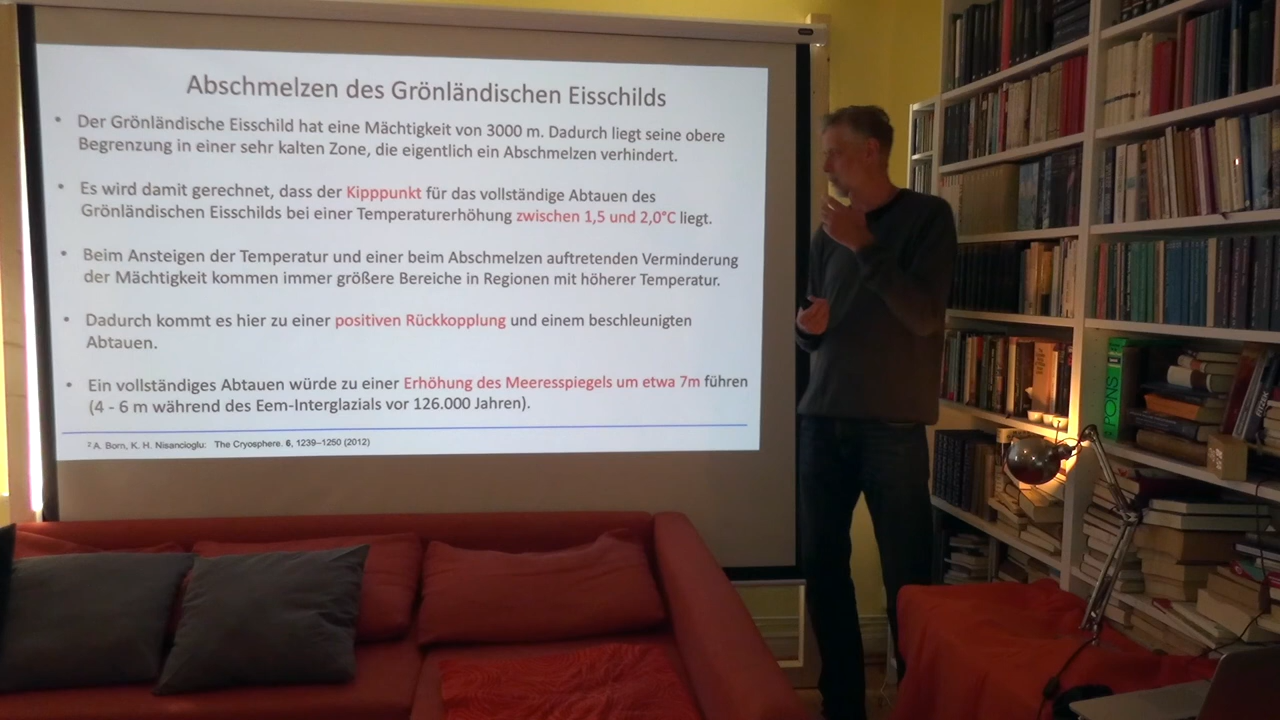 Abschmelzen des Grönländischen Eisschilds
• Der Grönländische Eisschild hat eine Mächtigkeit von 3000 m. Dadurch liegt seine obere
Begrenzung in einer sehr kalten Zone, die eigentlich ein Abschmelzen verhindert.
• Es wird damit gerechnet, dass der Kipppunkt für das vollständige Abtauen des
Grönländischen Eisschilds bei einer Temperaturerhöhung zwischen 1,5 und 2,0°C liegt.
• Beim Ansteigen der Temperatur und einer beim Abschmelzen auftretenden Verminderung
der Mächtigkeit kommen immer größere Bereiche in Regionen mit höherer Temperatur.
• Dadurch kommt es hier zu einer positiven Rückkopplung und einem beschleunigten
Abtauen.
• Ein vollständiges Abtauen würde zu einer Erhöhung des Meeresspiegels um etwa 7m führen
(4 - 6 m während des Eem-Interglazials vor 126.000 Jahren).
² A. Born, K. H. Nisancioglu: The Cryosphere. 6, 1239–1250 (2012)
PONS